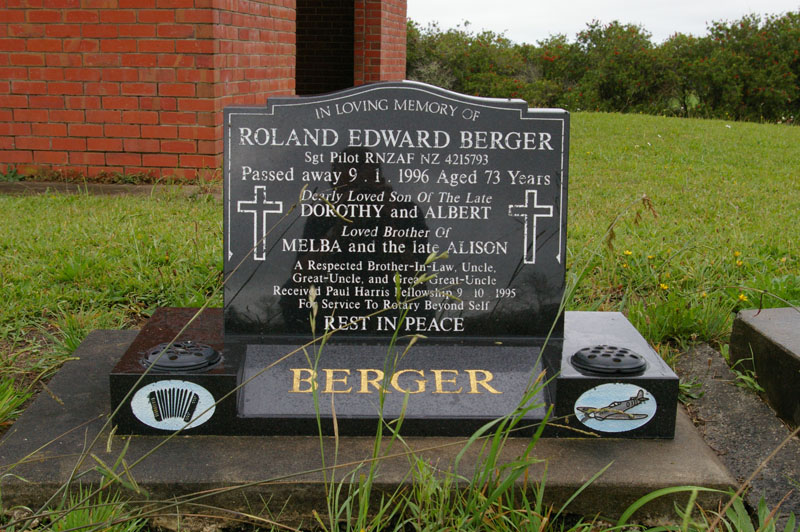 IN LOVING MEMORY OF
ROLAND EDWARD BERGER
Sgt Pilot RNZAF NZ 4215793
Passed away 9 . 1 . 1996 Aged 73 Years
Dearly Loved Son Of The Late
DOROTHY and ALBERT
Loved Brother Of
MELBA and the late ALISON
A Respected Brother-In-Law, Uncle,
Great-Uncle, and Great Great-Uncle
Received Paul Harris Fellowship 9 . 10 . 1995
For Service To Rotary Beyond Self
REST IN PEACE
BERGER